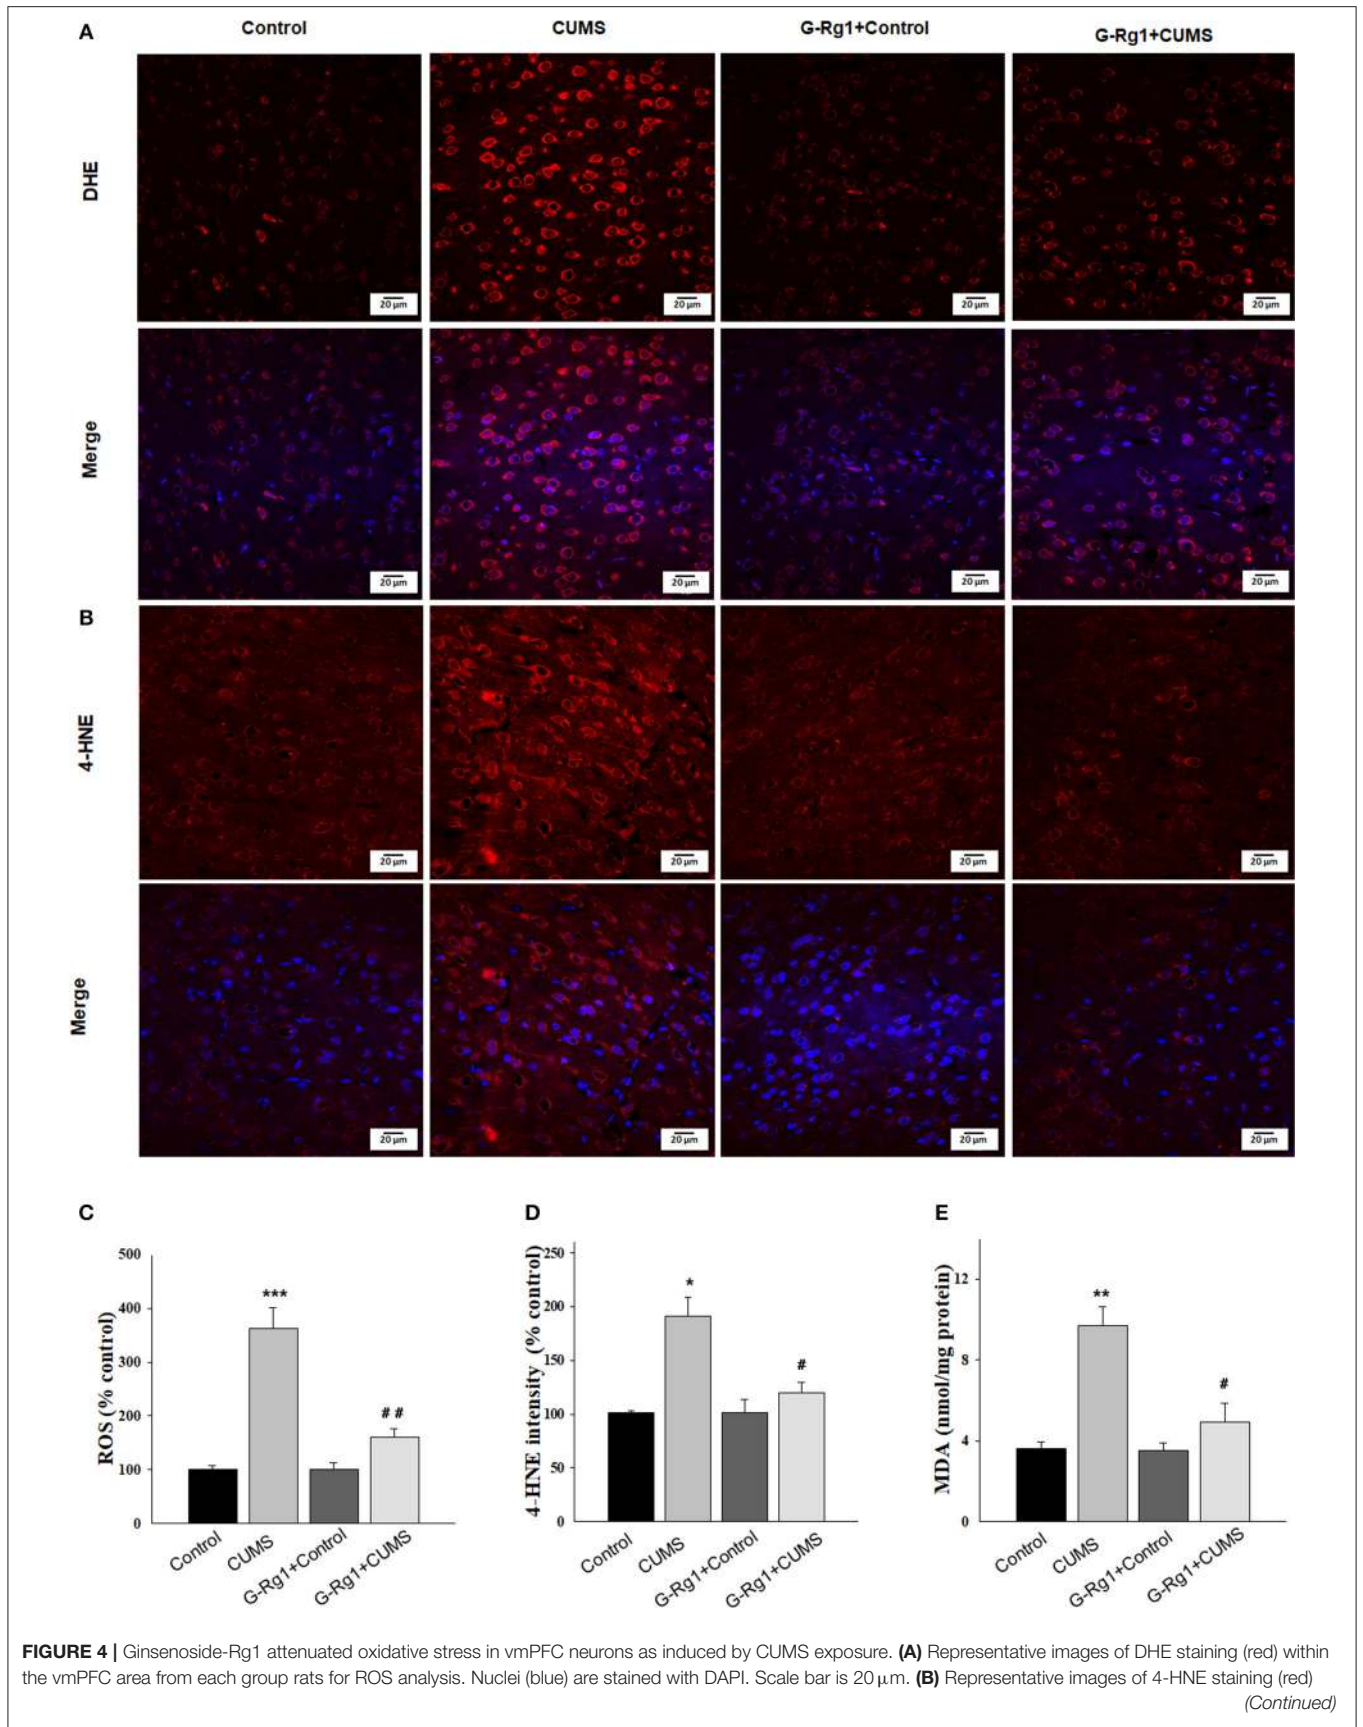 A
Control
CUMS
G-Rg1+Control
G-Rg1+CUMS
DHE
20 µm
20 µm
20 µm
20 µm
Merge
20 µm
20 µm
20 µm
20 µm
B
4-HNE
20 µm
20 µm
20 µm
20 µm
Merge
20 µm
20 µm
20 µm
20 µm
C
ROS (% control)
500
400
300
200
100
0
***
# #
Control
CUMS
G-Rg1+Control
G-Rg1+CUMS
D
4-HNE intensity (% control)
250
200
150
100
50
0
*
#
Control
CUMS
G-Rg1+Control
G-Rg1+CUMS
E
MDA (nmol/mg protein)
12
8
4
0
**
#
Control
CUMS
G-Rg1+Control
G-Rg1+CUMS
FIGURE 4 | Ginsenoside-Rg1 attenuated oxidative stress in vmPFC neurons as induced by CUMS exposure. (A) Representative images of DHE staining (red) within
the vmPFC area from each group rats for ROS analysis. Nuclei (blue) are stained with DAPI. Scale bar is 20 µm. (B) Representative images of 4-HNE staining (red)
(Continued)